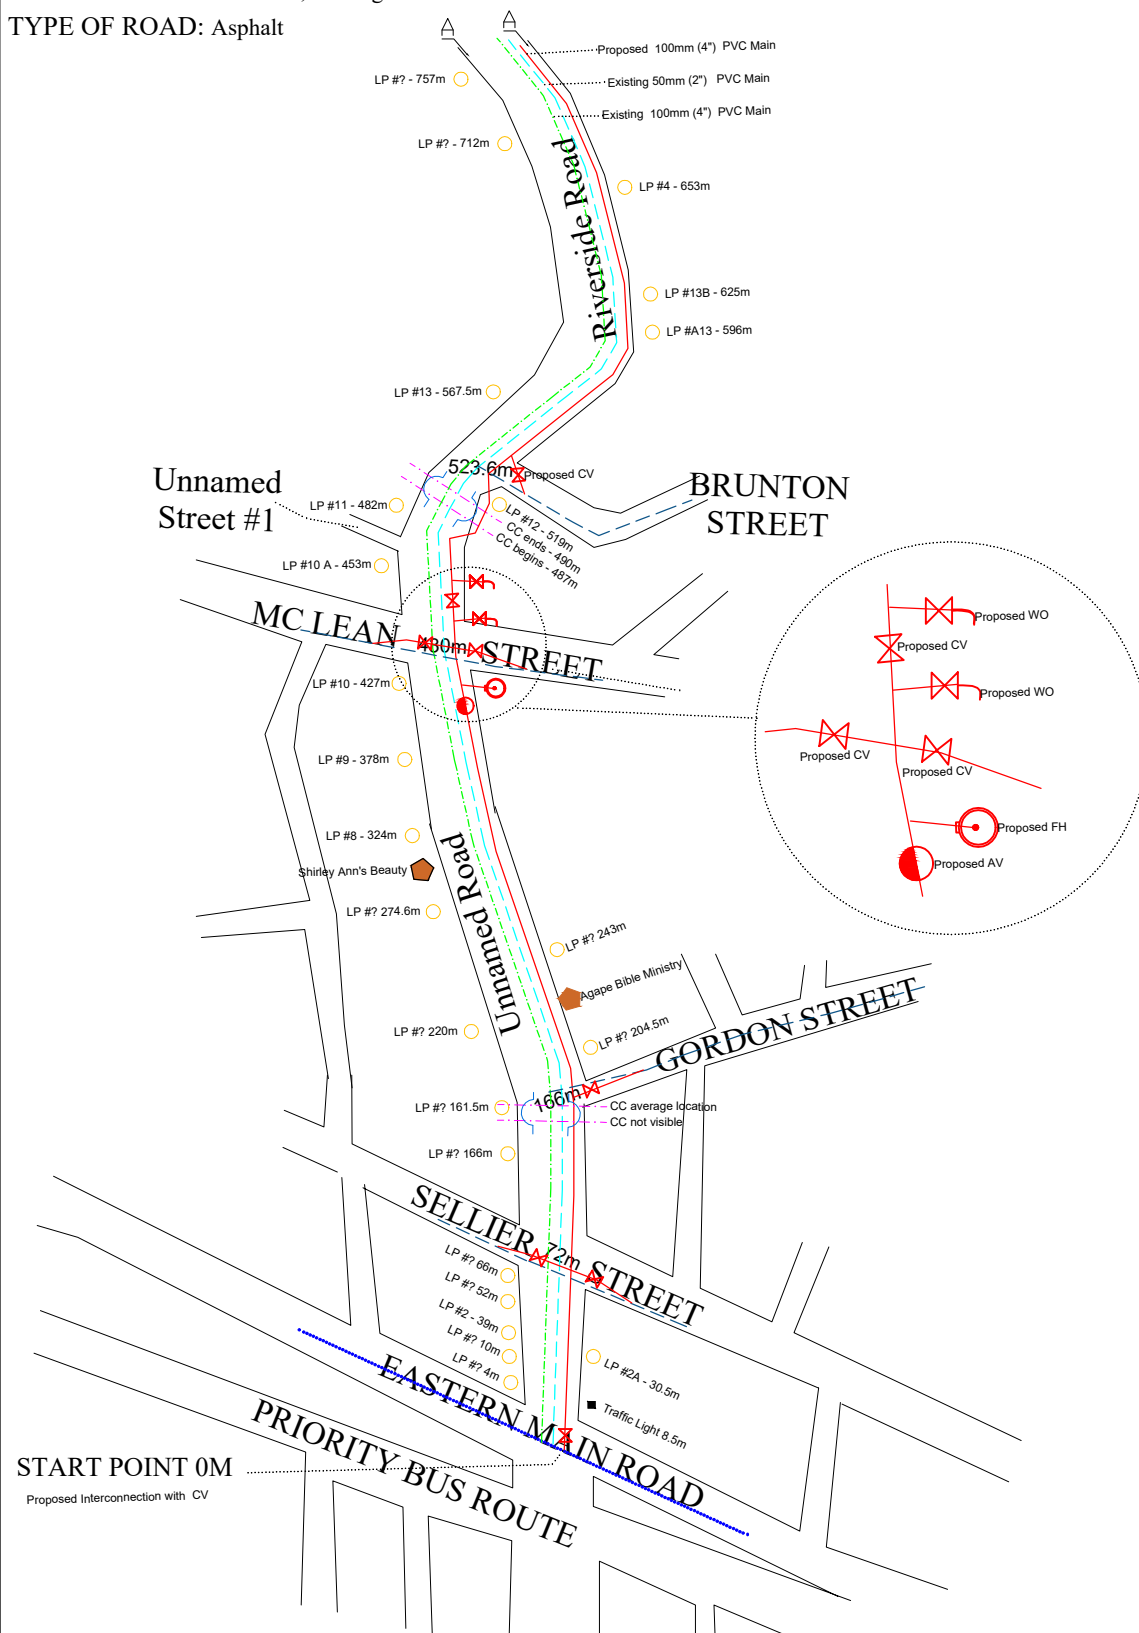 TYPE OF ROAD: Asphalt
A
A
Proposed 100mm (4") PVC Main
LP #? - 757m
Existing 50mm (2") PVC Main
Existing 100mm (4") PVC Main
LP #? - 712m
Riverside Road
LP #4 - 653m
LP #13B - 625m
LP #A13 - 596m
LP #13 - 567.5m
523.6m
Proposed CV
Unnamed
Street #1
BRUNTON
STREET
LP #11 - 482m
LP #12 - 519m
CC ends - 490m
CC begins - 487m
LP #10 A - 453m
MC LEAN STREET
430m
LP #10 - 427m
Proposed WO
Proposed CV
Proposed WO
Proposed CV
Proposed CV
Proposed FH
Proposed AV
LP #9 - 378m
LP #8 - 324m
Shirley Ann's Beauty
LP #? 274.6m
Unnamed Road
LP #? 243m
Agape Bible Ministry
LP #? 220m
LP #? 204.5m
GORDON STREET
166m
LP #? 161.5m
CC average location
CC not visible
LP #? 166m
SELLIER STREET
72m
LP #? 66m
LP #? 52m
LP #2 - 39m
LP #? 10m
LP #? 4m
LP #2A - 30.5m
Traffic Light 8.5m
EASTERN MAIN ROAD
PRIORITY BUS ROUTE
START POINT 0M
Proposed Interconnection with CV